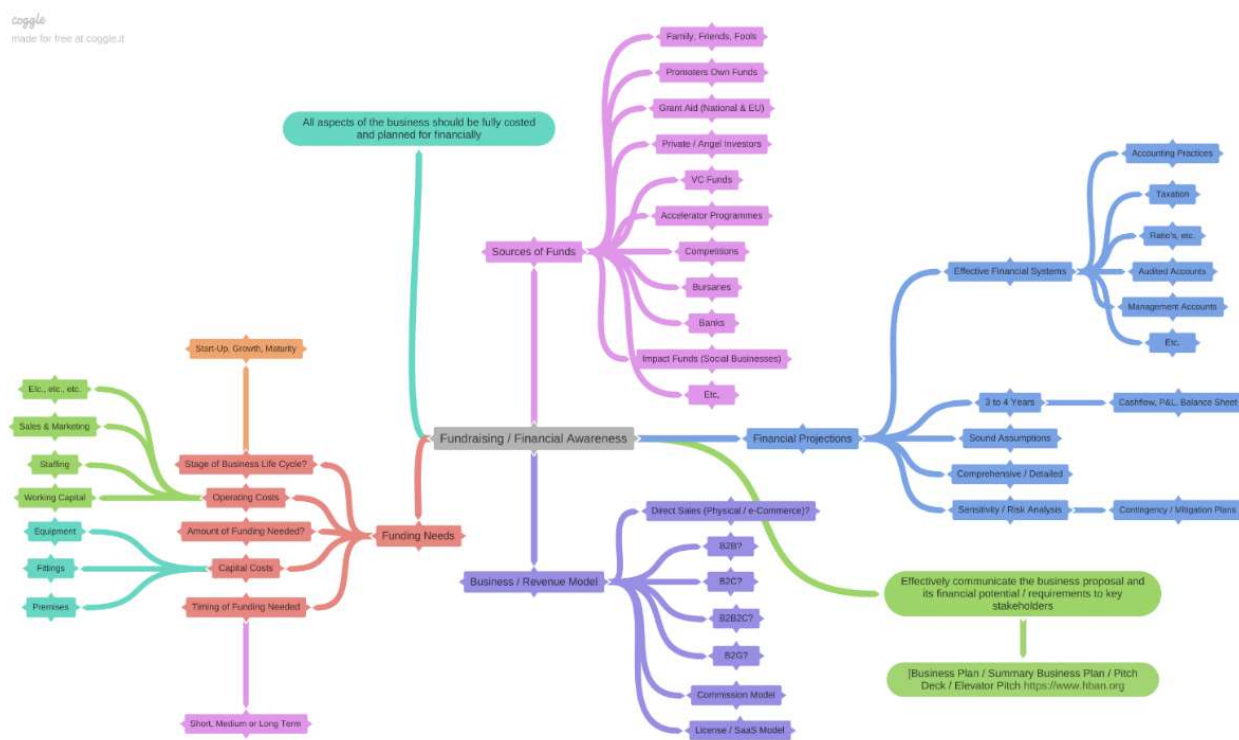 coggle
made for free at coggle.it
All aspects of the business should be fully costed
and planned for financially
Family, Friends, Fools
Promoters Own Funds
Grant Aid (National & EU)
Private / Angel Investors
VC Funds
Accelerator Programmes
Sources of Funds
Competitions
Bursaries
Banks
Impact Funds (Social Businesses)
Etc,
Accounting Practices
Taxation
Ratio's, etc.
Effective Financial Systems
Audited Accounts
Management Accounts
Etc.
Start-Up, Growth, Maturity
Etc., etc., etc.
Sales & Marketing
Staffing
Working Capital
Equipment
Fittings
Premises
Stage of Business Life Cycle?
Operating Costs
Amount of Funding Needed?
Capital Costs
Timing of Funding Needed
Funding Needs
Short, Medium or Long Term
Fundraising / Financial Awareness
Financial Projections
3 to 4 Years
Cashflow, P&L, Balance Sheet
Sound Assumptions
Comprehensive / Detailed
Sensitivity / Risk Analysis
Contingency / Mitigation Plans
Business / Revenue Model
Direct Sales (Physical / e-Commerce)?
B2B?
B2C?
B2B2C?
B2G?
Commission Model
License / SaaS Model
Effectively communicate the business proposal and
its financial potential / requirements to key
stakeholders
[Business Plan / Summary Business Plan / Pitch
Deck / Elevator Pitch https://www.hban.org